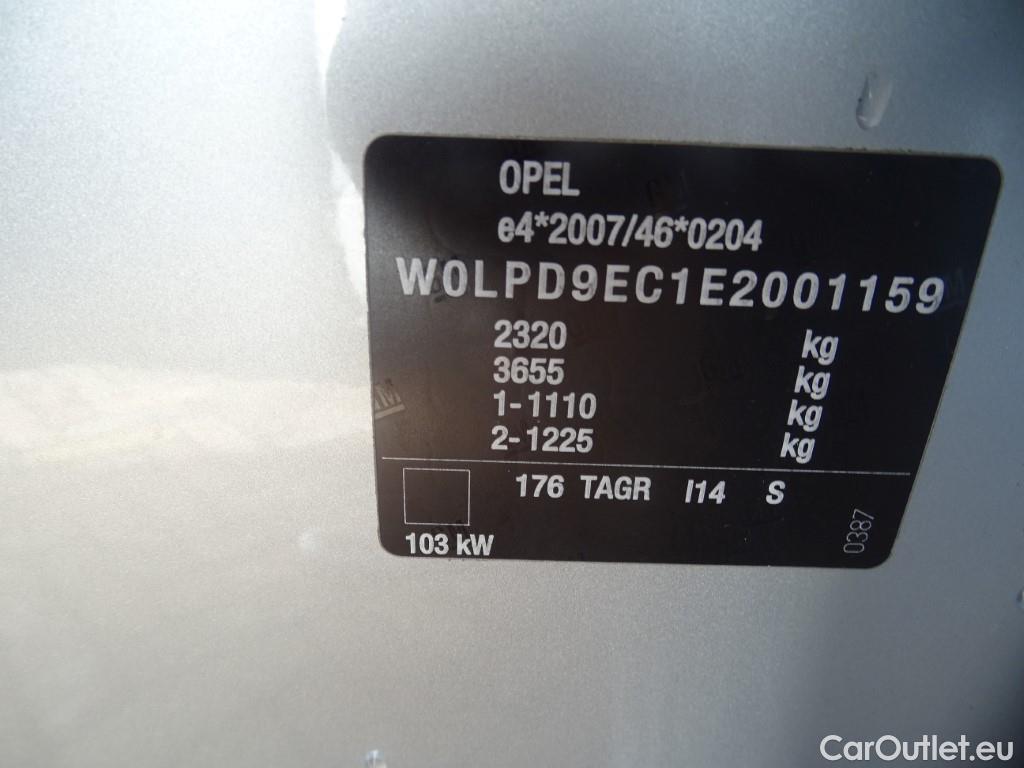 OPEL
e4*2007/46*0204
W0LPD9EC1E2001159
2320 kg
3655 kg
1-1110 kg
2-1225 kg
176 TAGR I14 S
103 kW
0387
CarOutlet.eu